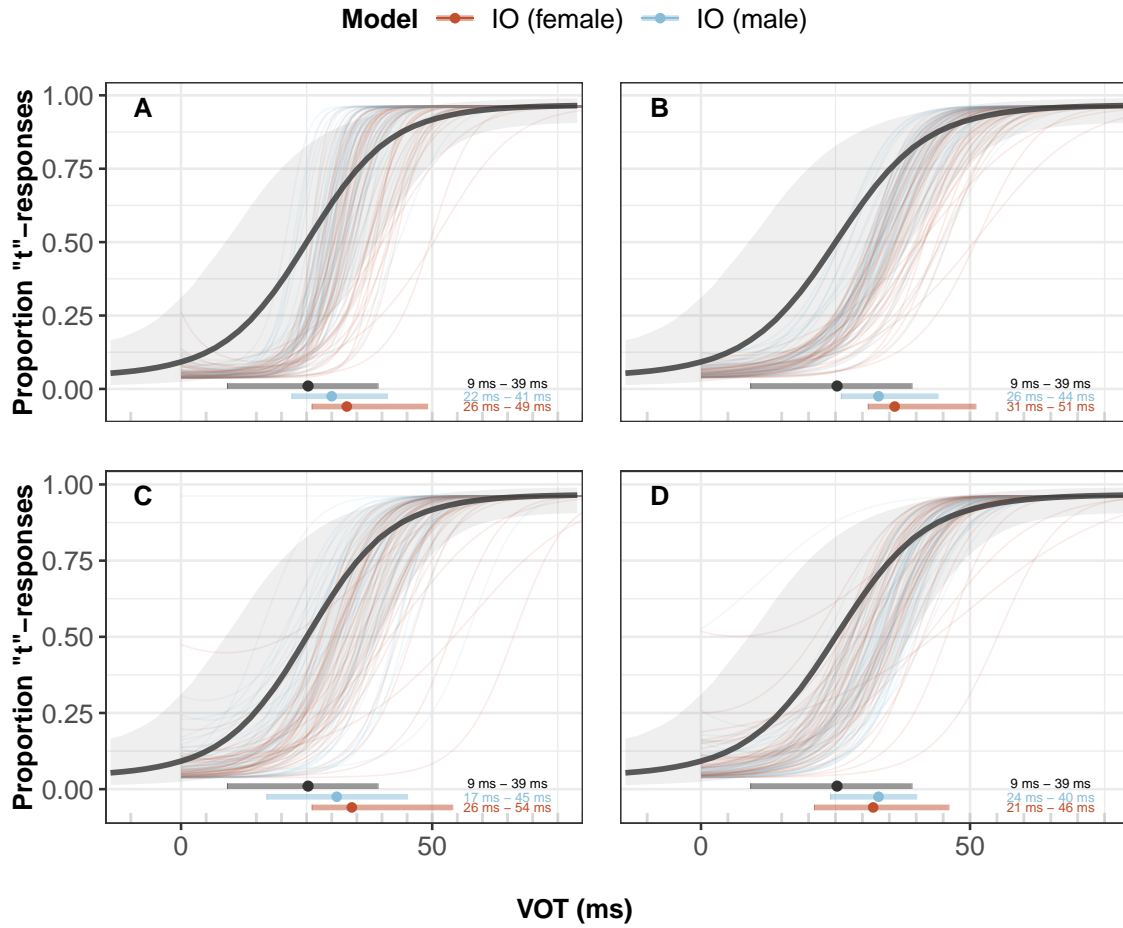 Model IO (female) IO (male)
A
B
Proportion "t"−responses
1.00
0.75
0.50
0.25
0.00
9 ms − 39 ms
22 ms − 41 ms
26 ms − 49 ms
9 ms − 39 ms
26 ms − 44 ms
31 ms − 51 ms
C
D
Proportion "t"−responses
1.00
0.75
0.50
0.25
0.00
9 ms − 39 ms
17 ms − 45 ms
26 ms − 54 ms
9 ms − 39 ms
24 ms − 40 ms
21 ms − 46 ms
0 50 0 50
VOT (ms)